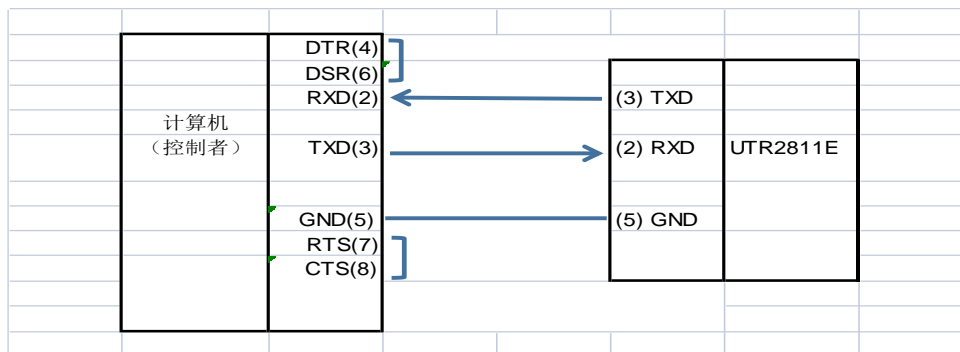 DTR(4)
DSR(6)
RXD(2)
(3) TXD
计算机
（控制者）
TXD(3)
(2) RXD
UTR2811E
GND(5)
(5) GND
RTS(7)
CTS(8)